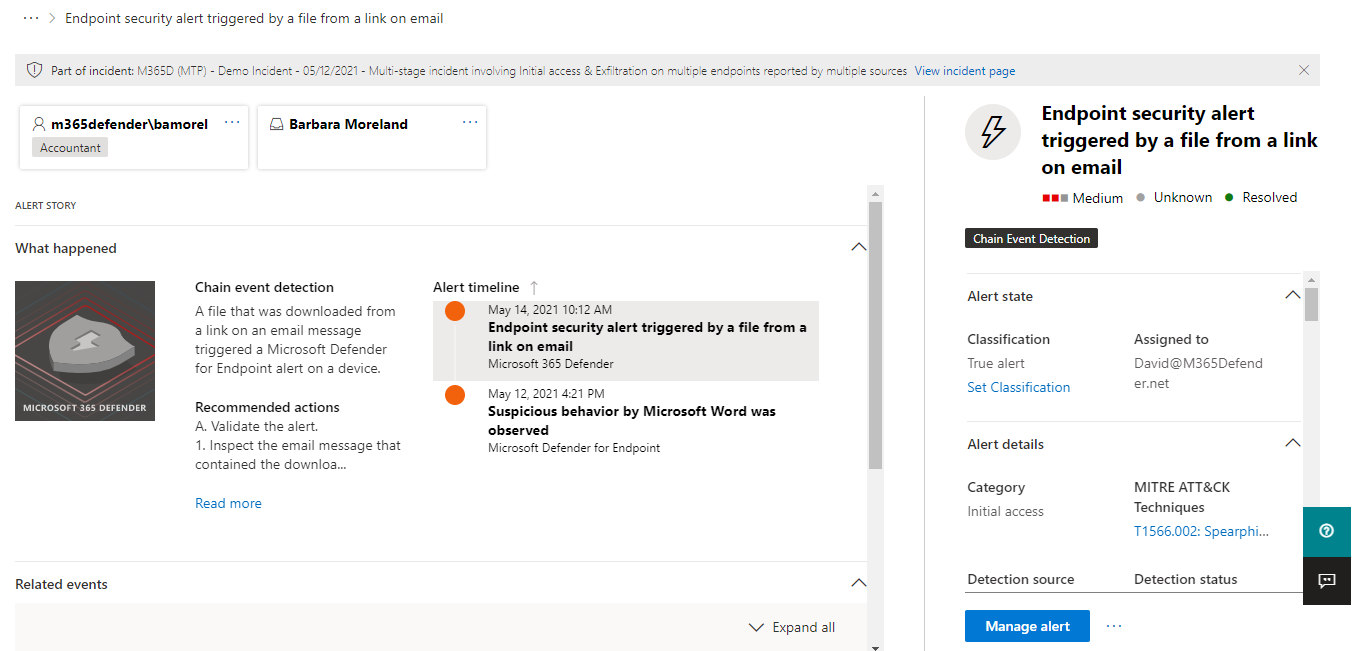 ··· > Endpoint security alert triggered by a file from a link on email
Part of incident: M365D (MTP) - Demo Incident - 05/12/2021 - Multi-stage incident involving Initial access & Exfiltration on multiple endpoints reported by multiple sources View incident page
m365defender\bamorel ···
Accountant
Barbara Moreland ···
ALERT STORY
What happened
MICROSOFT 365 DEFENDER
Chain event detection
A file that was downloaded from
a link on an email message
triggered a Microsoft Defender
for Endpoint alert on a device.
Recommended actions
A. Validate the alert.
1. Inspect the email message that
contained the downloa...
Read more
Alert timeline ↑
May 14, 2021 10:12 AM
Endpoint security alert triggered by a file from a
link on email
Microsoft 365 Defender
May 12, 2021 4:21 PM
Suspicious behavior by Microsoft Word was
observed
Microsoft Defender for Endpoint
Related events
Expand all
Endpoint security alert
triggered by a file from a link
on email
Medium Unknown Resolved
Chain Event Detection
Alert state
Classification
True alert
Set Classification
Assigned to
David@M365Defend
er.net
Alert details
Category
Initial access
MITRE ATT&CK
Techniques
T1566.002: Spearphi...
Detection source
Detection status
Manage alert ···